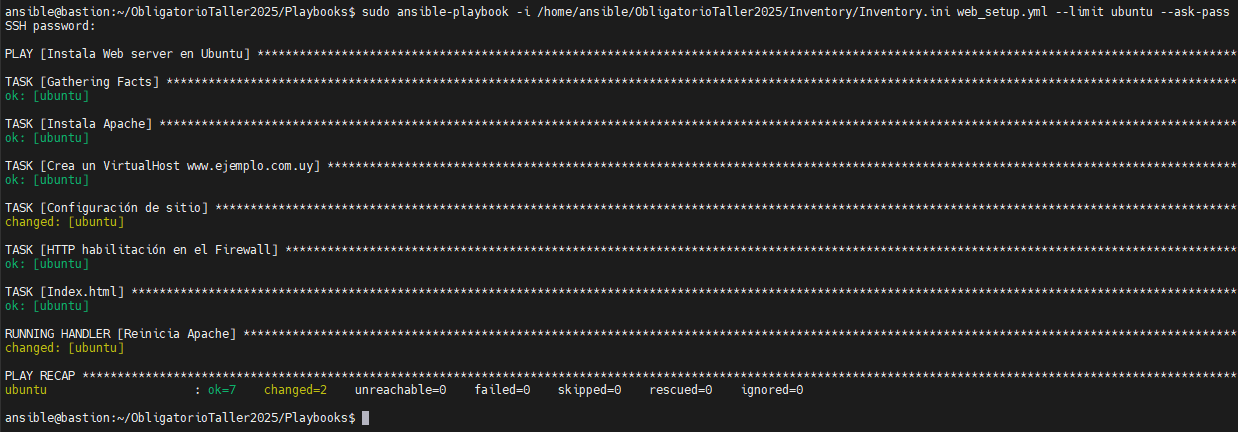 ansible@bastion:~/ObligatorioTaller2025/Playbooks$ sudo ansible-playbook -i /home/ansible/ObligatorioTaller2025/Inventory/Inventory.ini web_setup.yml --limit ubuntu --ask-pass
SSH password:
PLAY [Instala Web server en Ubuntu] ********************************************************************************************************************************************
TASK [Gathering Facts] *********************************************************************************************************************************************************
ok: [ubuntu]
TASK [Instala Apache] **********************************************************************************************************************************************************
ok: [ubuntu]
TASK [Crea un VirtualHost www.ejemplo.com.uy] **********************************************************************************************************************************
ok: [ubuntu]
TASK [Configuración de sitio] **************************************************************************************************************************************************
changed: [ubuntu]
TASK [HTTP habilitación en el Firewall] ****************************************************************************************************************************************
ok: [ubuntu]
TASK [Index.html] **************************************************************************************************************************************************************
ok: [ubuntu]
RUNNING HANDLER [Reinicia Apache] **********************************************************************************************************************************************
changed: [ubuntu]
PLAY RECAP *********************************************************************************************************************************************************************
ubuntu                     : ok=7    changed=2    unreachable=0    failed=0    skipped=0    rescued=0    ignored=0
ansible@bastion:~/ObligatorioTaller2025/Playbooks$